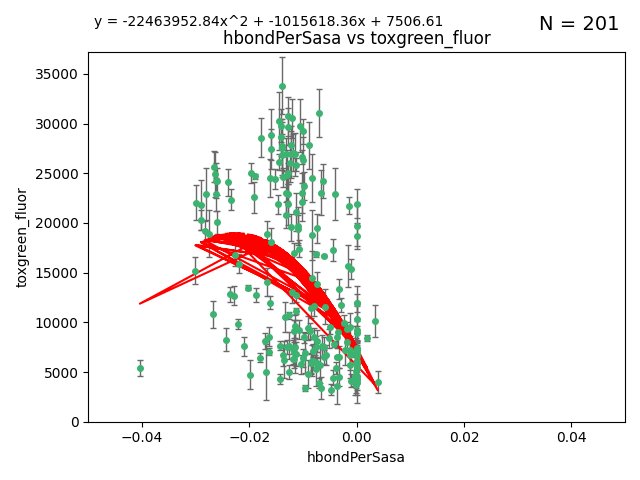 y = -22463952.84x^2 + -1015618.36x + 7506.61
N = 201
hbondPerSasa vs toxgreen_fluor
35000
30000
25000
20000
15000
10000
5000
0
toxgreen_fluor
−0.04
−0.02
0.00
0.02
0.04
hbondPerSasa